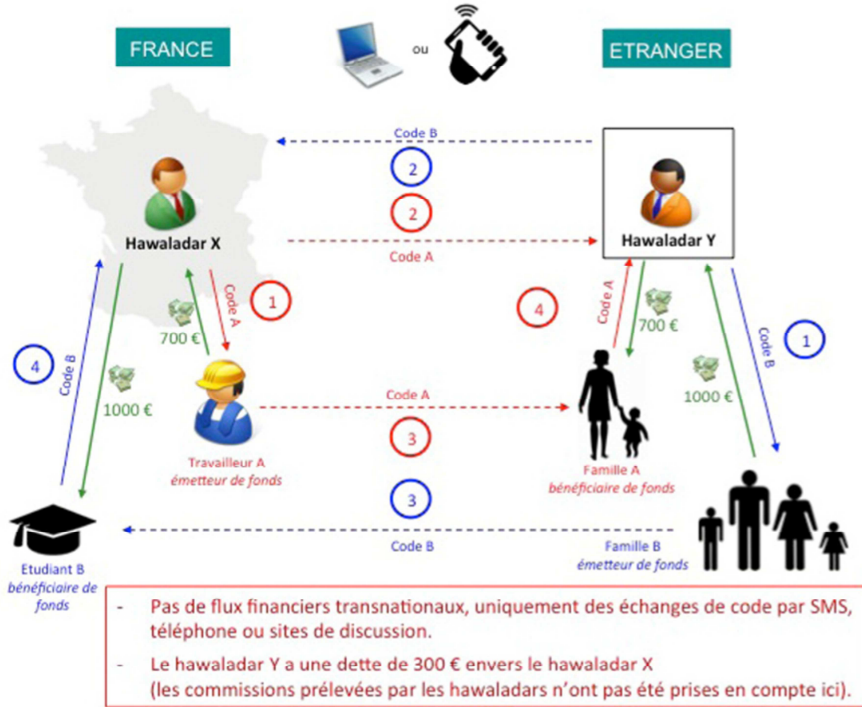 FRANCE
ou
ETRANGER
Code B
2
2
Code A
Hawaladar X
Hawaladar Y
1
Code A
700 €
4
Code B
1000 €
4
Code A
700 €
1
Code B
1000 €
Code A
3
Travailleur A
émetteur de fonds
Famille A
bénéficiaire de fonds
3
Code B
Etudiant B
bénéficiaire de
fonds
Famille B
émetteur de fonds
- Pas de flux financiers transnationaux, uniquement des échanges de code par SMS,
téléphone ou sites de discussion.
- Le hawaladar Y a une dette de 300 € envers le hawaladar X
(les commissions prélevées par les hawaladars n’ont pas été prises en compte ici).